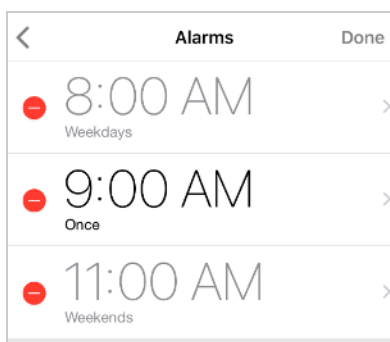 Alarms Done
8:00 AM
Weekdays
9:00 AM
Once
11:00 AM
Weekends